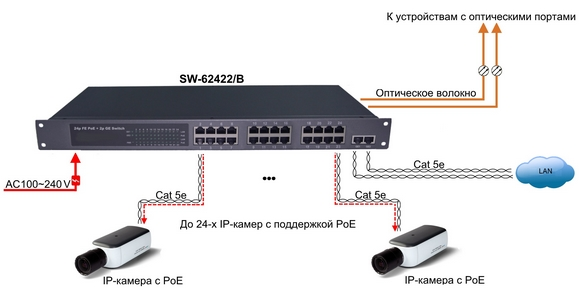 К устройствам с оптическими портами
SW-62422/B
Оптическое волокно
24p FE PoE + 2p GE Switch
Cat 5e
LAN
AC100~240 V
Cat 5e
•••
Cat 5e
До 24-х IP-камер с поддержкой PoE
IP-камера с PoE
IP-камера с PoE